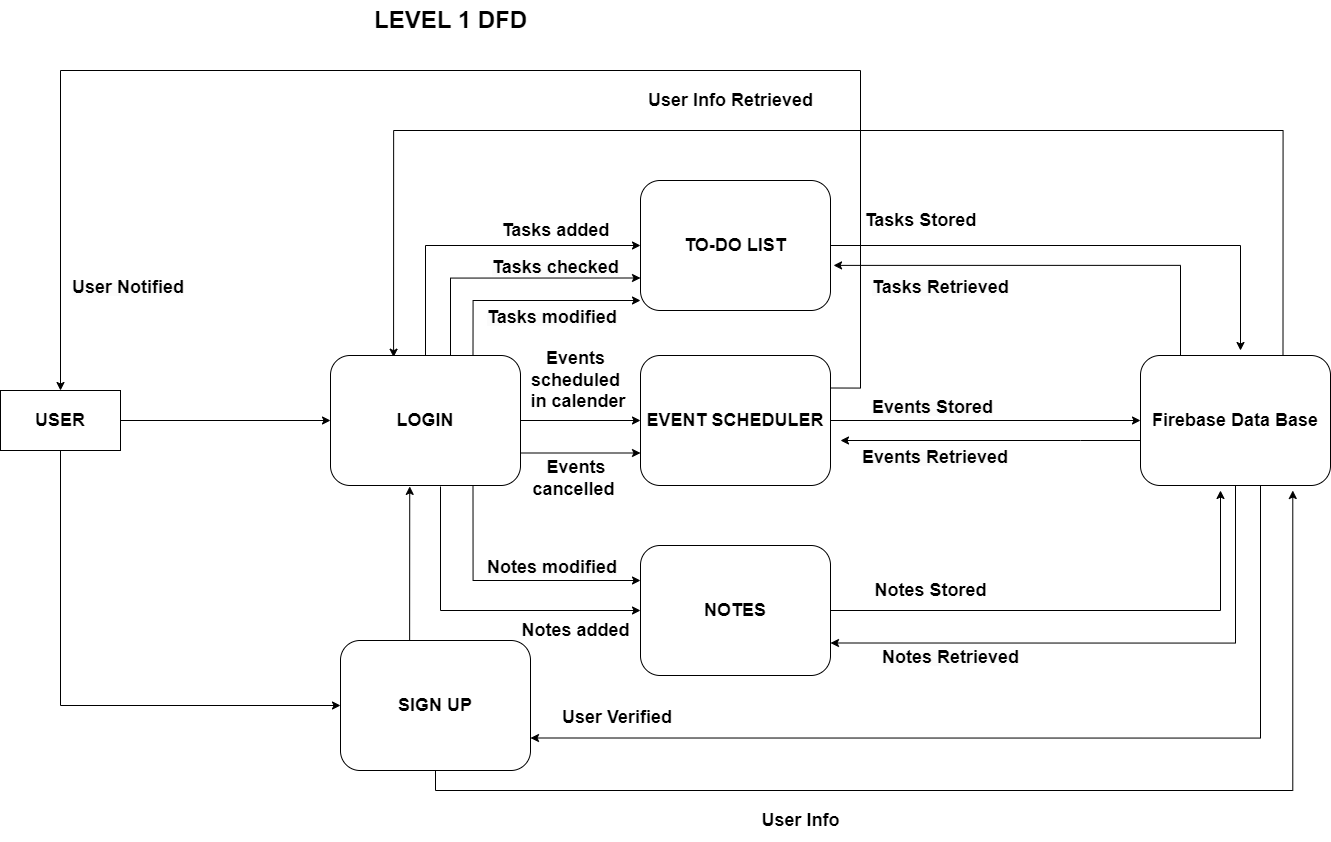 LEVEL 1 DFD
User Info Retrieved
Tasks added
TO-DO LIST
Tasks Stored
Tasks checked
User Notified
Tasks Retrieved
Tasks modified
Events
scheduled
in calender
USER
LOGIN
EVENT SCHEDULER
Events Stored
Firebase Data Base
Events Retrieved
Events
cancelled
Notes modified
NOTES
Notes Stored
Notes added
Notes Retrieved
SIGN UP
User Verified
User Info